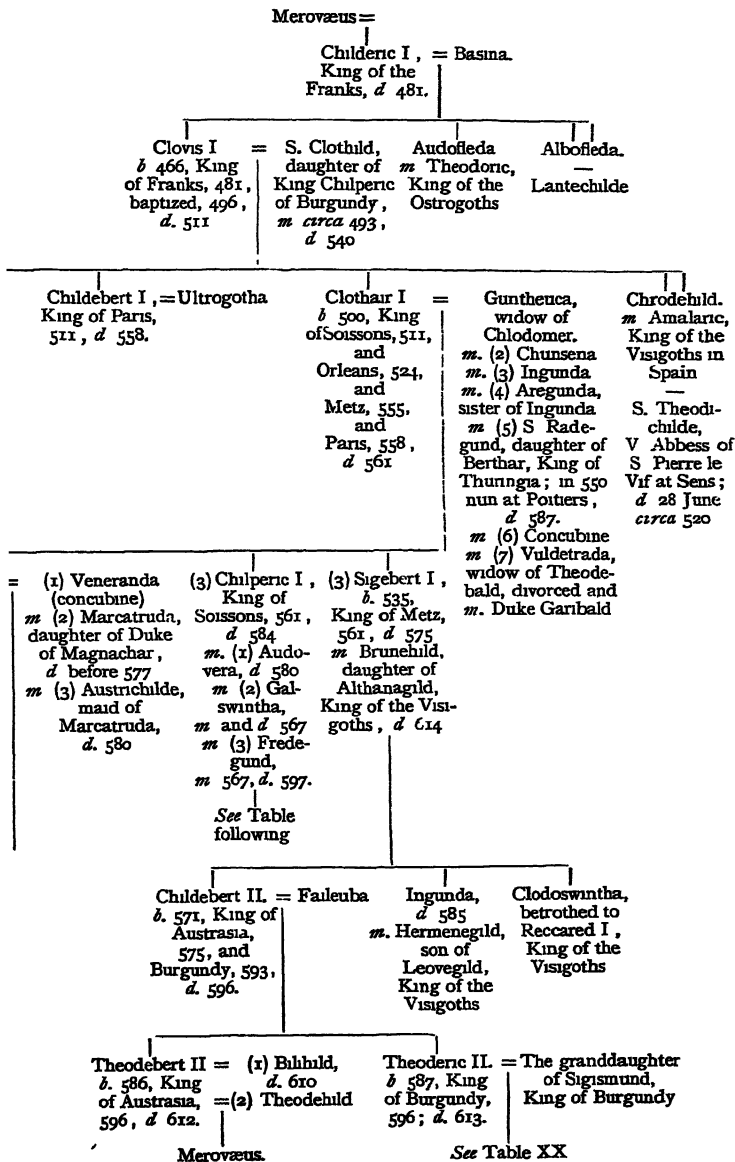 Merovæus =
Childeric I, = Basina.
King of the
Franks, d 481.
Clovis I =
b 466, King
of Franks, 481,
baptized, 496,
d. 511
S. Clothild,
daughter of
King Chilperic
of Burgundy,
m circa 493,
d 540
Audofleda
m Theodoric,
King of the
Ostrogoths
Albofleda.
—
Lantechilde
Childebert I, = Ultrogotha
King of Paris,
511, d 558.
Clothair I =
b 500, King
of Soissons, 511,
and
Orleans, 524,
and
Metz, 555,
and
Paris, 558,
d 561
Guntheuca,
widow of
Chlodomer.
m. (2) Chunsena
m. (3) Ingunda
m. (4) Aregunda,
sister of Ingunda
m (5) S Rade-
gund, daughter of
Berthar, King of
Thuringia; in 550
nun at Poitiers,
d 587.
m (6) Concubine
m (7) Vuldetrada,
widow of Theode-
bald, divorced and
m. Duke Garibald
Chrodehild.
m Amalaric,
King of the
Visigoths in
Spain
—
S. Theodi-
childe,
V Abbess of
S Pierre le
Vif at Sens;
d 28 June
circa 520
= (1) Veneranda
(concubine)
m (2) Marcatruda,
daughter of Duke
of Magnachar,
d before 577
m (3) Austrichilde,
maid of
Marcatruda,
d. 580
(3) Chilperic I,
King of
Soissons, 561,
d 584
m. (1) Audo-
vera, d 580
m (2) Gal-
swintha,
m and d 567
m (3) Frede-
gund,
m 567, d. 597.
See Table
following
(3) Sigebert I,
b. 535,
King of Metz,
561, d 575
m Brunehild,
daughter of
Althanagild,
King of the Visi-
goths, d 614
Childebert II. = Faileuba
b. 571, King of
Austrasia,
575, and
Burgundy, 593,
d. 596.
Ingunda,
d 585
m. Hermenegild,
son of
Leovegild,
King of the
Visigoths
Clodoswintha,
betrothed to
Reccared I,
King of the
Visigoths
Theodebert II = (1) Bilihild,
b. 586, King d. 610
of Austrasia, = (2) Theodehild
596, d 612.
Merovæus.
Theoderic II. = The granddaughter
b 587, King of Sigismund,
of Burgundy, King of Burgundy
596; d. 613.
See Table XX